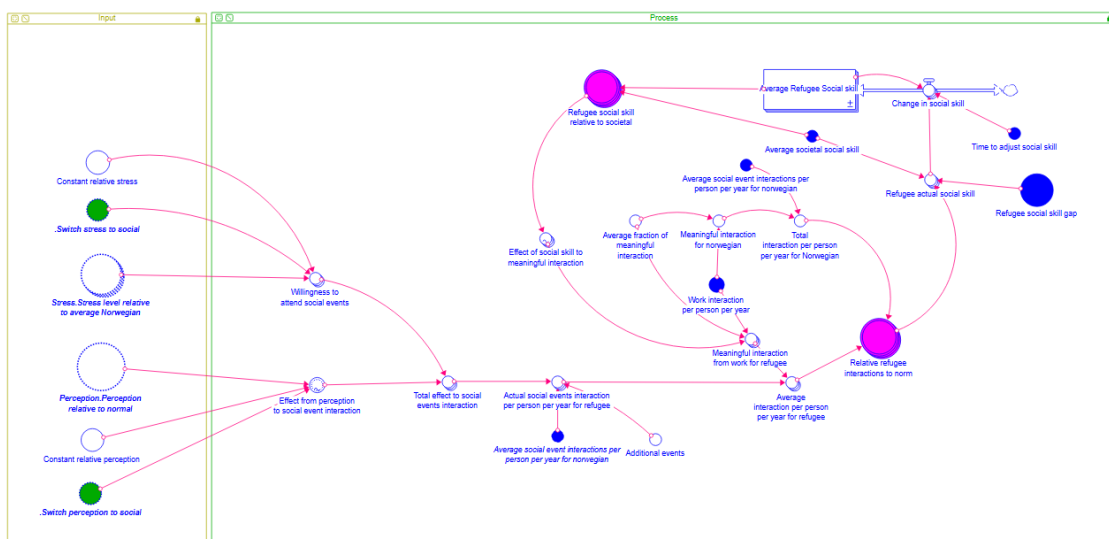 Input
Process
Average Refugee Social skill
Change in social skill
Refugee social skill
relative to societal
Average societal social skill
Time to adjust social skill
Constant relative stress
Average social event interactions per
person per year for norwegian
Refugee actual social skill
Refugee social skill gap
.Switch stress to social
Average fraction of
meaningful
interaction
Meaningful interaction
for norwegian
Total
interaction per person
per year for Norwegian
Effect of social skill to
meaningful interaction
Stress.Stress level relative
to average Norwegian
Willingness to
attend social events
Work interaction
per person per year
Meaningful interaction
from work for refugee
Relative refugee
interactions to norm
Perception.Perception
relative to normal
Effect from perception
to social event interaction
Total effect to social
events interaction
Actual social events interaction
per person per year for refugee
Average
interaction per person
per year for refugee
Constant relative perception
Average social event interactions per
person per year for norwegian
Additional events
.Switch perception to social